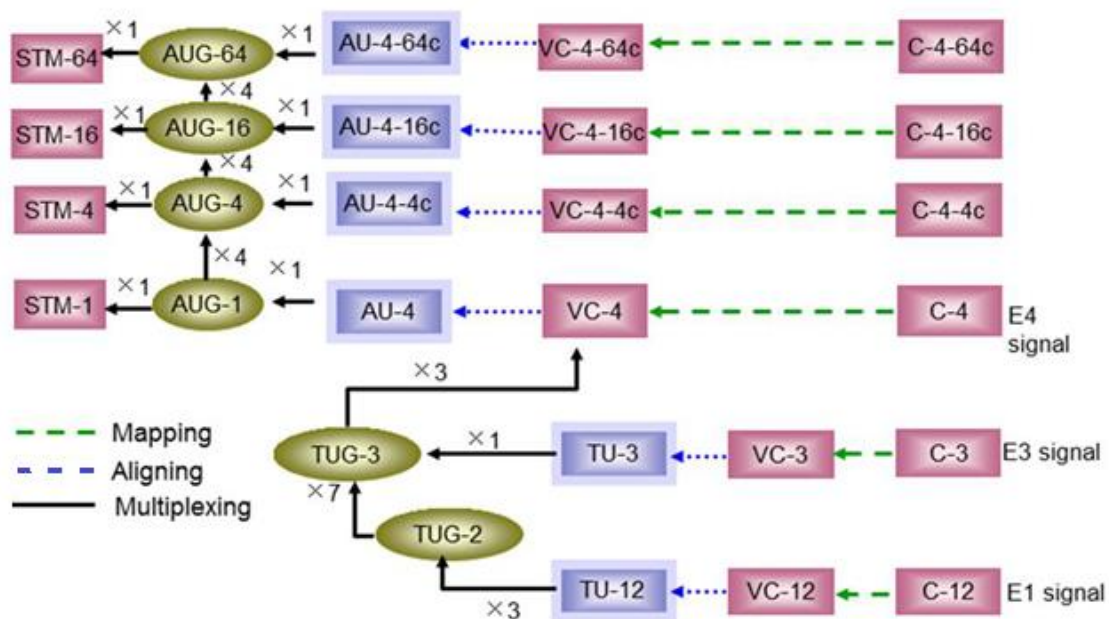 ×1 ×1
STM-64 AUG-64 AU-4-64c VC-4-64c C-4-64c
×4
×1 ×1
STM-16 AUG-16 AU-4-16c VC-4-16c C-4-16c
×4
×1 ×1
STM-4 AUG-4 AU-4-4c VC-4-4c C-4-4c
×4
×1 ×1
STM-1 AUG-1 AU-4 VC-4 C-4 E4
signal
×3
Mapping
Aligning
Multiplexing
×1
TUG-3 TU-3 VC-3 C-3 E3 signal
×7
TUG-2
TU-12 VC-12 C-12 E1 signal
×3